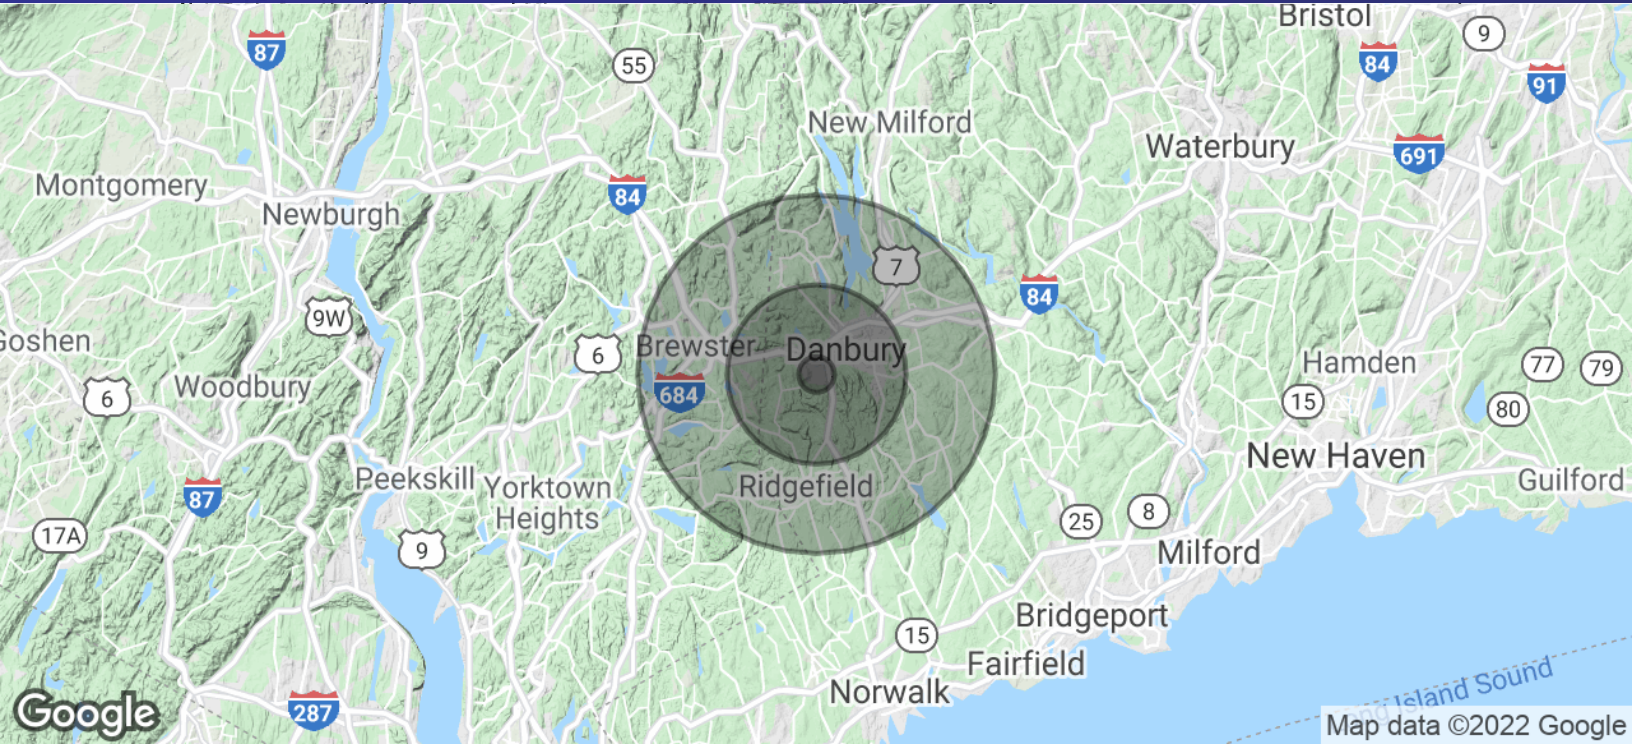 Bristol
9
87
84
55
91
New Milford
Waterbury
691
Montgomery
84
Newburgh
7
84
9W
Goshen
6
Brewster
Danbury
Hamden
77
79
Woodbury
6
684
15
80
New Haven
Peekskill
Yorktown
Heights
Ridgefield
Guilford
87
17A
9
25
8
Milford
Bridgeport
15
Fairfield
Norwalk
Island Sound
Google
287
Map data ©2022 Google